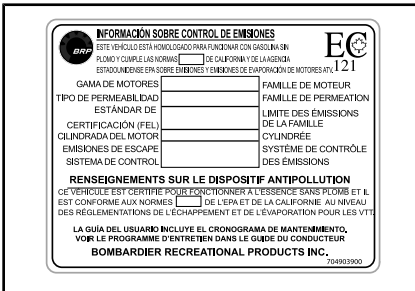 INFORMACIÓN SOBRE CONTROL DE EMISIONES
BRP
ESTE VEHÍCULO ESTÁ HOMOLOGADO PARA FUNCIONAR CON GASOLINA SIN
PLOMO Y CUMPLE LAS NORMAS DE CALIFORNIA Y DE LA AGENCIA
ESTADOUNIDENSE EPA SOBRE EMISIONES Y EMISIONES DE EVAPORACIÓN DE MOTORES ATV.
EC
121
GAMA DE MOTORES FAMILLE DE MOTEUR
TIPO DE PERMEABILIDAD FAMILLE DE PERMEATION
ESTÁNDAR DE LIMITE DES ÉMISSIONS
CERTIFICACIÓN (FEL) DE LA FAMILLE
CILINDRADA DEL MOTOR CYLINDRÉE
EMISIONES DE ESCAPE SYSTÈME DE CONTRÔLE
SISTEMA DE CONTROL DES ÉMISSIONS
RENSEIGNEMENTS SUR LE DISPOSITIF ANTIPOLLUTION
CE VÉHICULE EST CERTIFIÉ POUR FONCTIONNER À L'ESSENCE SANS PLOMB ET IL
EST CONFORME AUX NORMES DE L'EPA ET DE LA CALIFORNIE AU NIVEAU
DES RÉGLEMENTATIONS DE L'ÉCHAPPEMENT ET DE L'ÉVAPORATION POUR LES VTT.
LA GUÍA DEL USUARIO INCLUYE EL CRONOGRAMA DE MANTENIMIENTO.
VOIR LE PROGRAMME D'ENTRETIEN DANS LE GUIDE DU CONDUCTEUR
BOMBARDIER RECREATIONAL PRODUCTS INC.
704903900